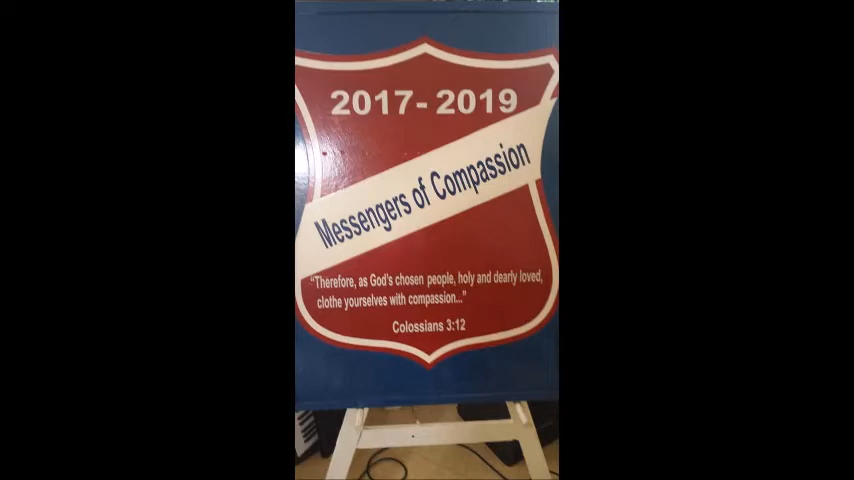 2017- 2019
Messengers of Compassion
“Therefore, as God's chosen people, holy and dearly loved,
clothe yourselves with compassion...”
Colossians 3:12